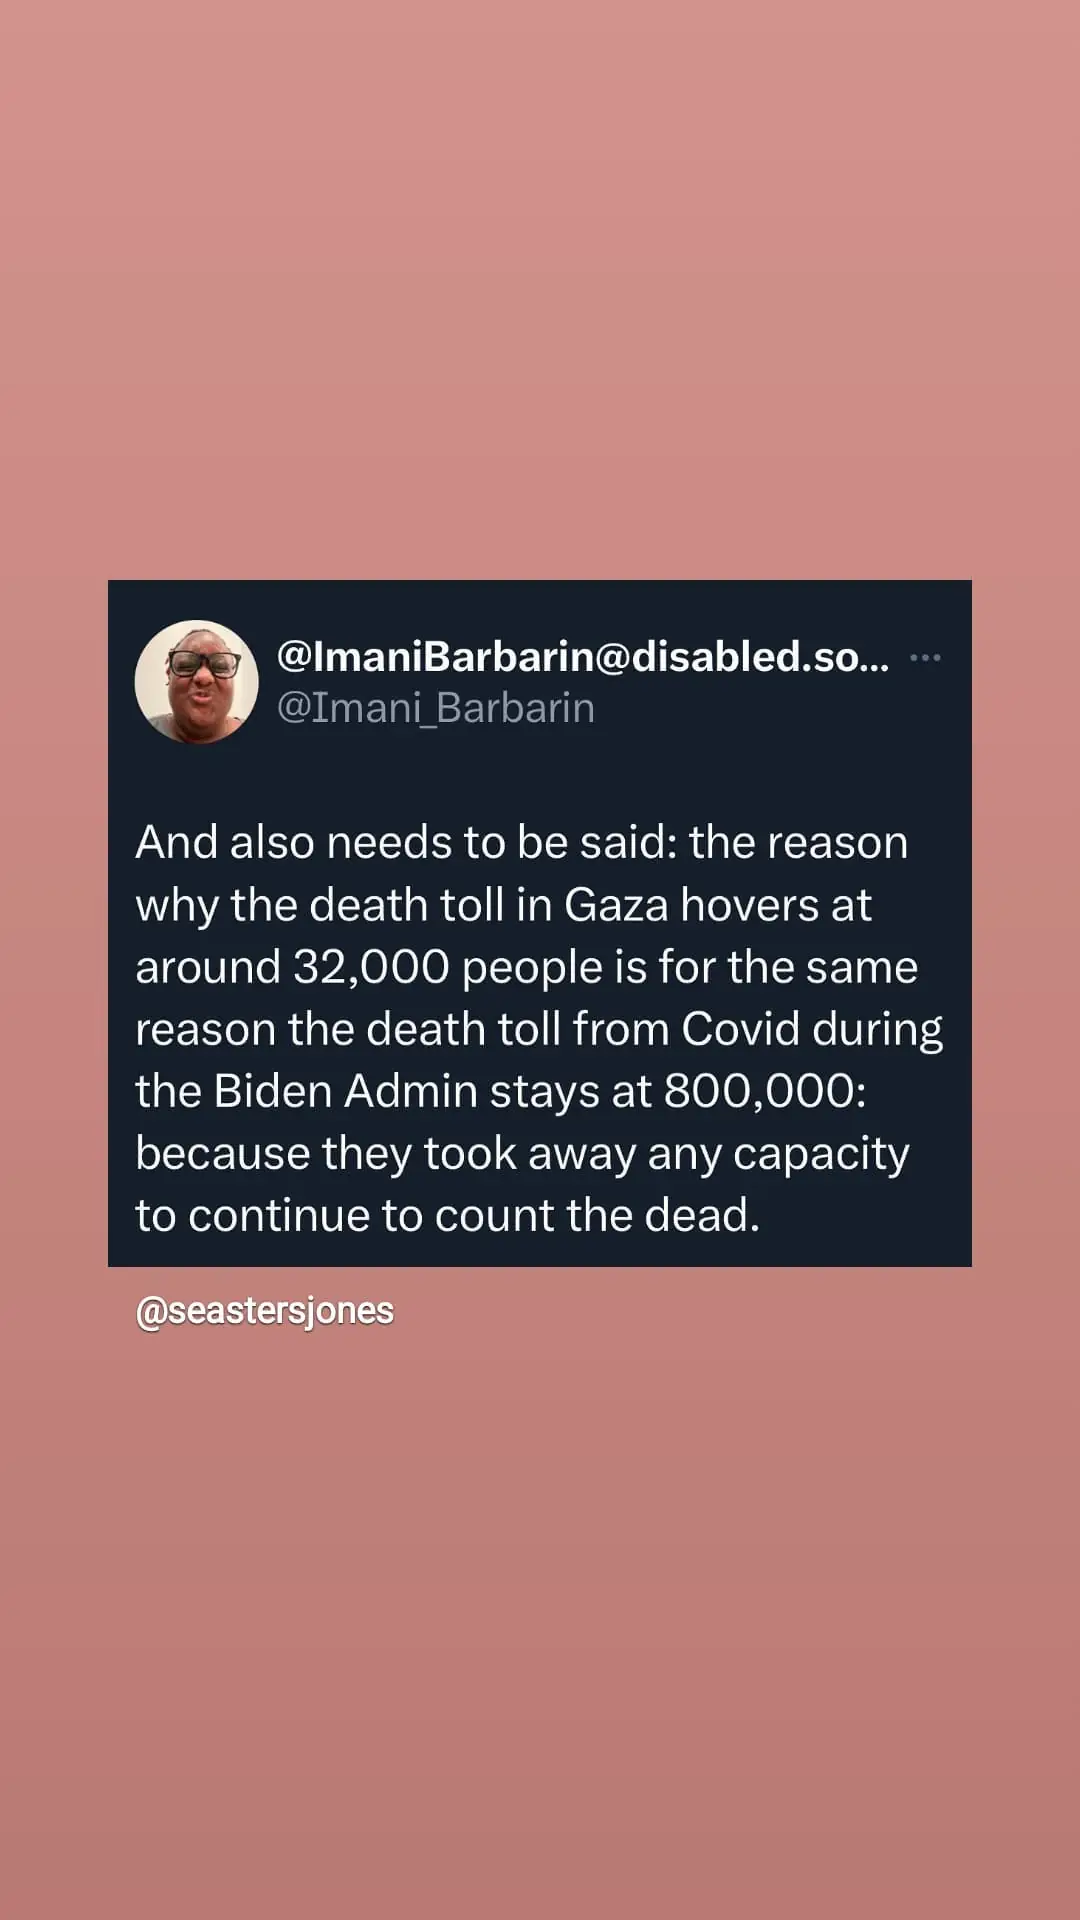 @ImaniBarbarin@disabled.so...
@Imani_Barbarin
And also needs to be said: the reason
why the death toll in Gaza hovers at
around 32,000 people is for the same
reason the death toll from Covid during
the Biden Admin stays at 800,000:
because they took away any capacity
to continue to count the dead.
@seastersjones